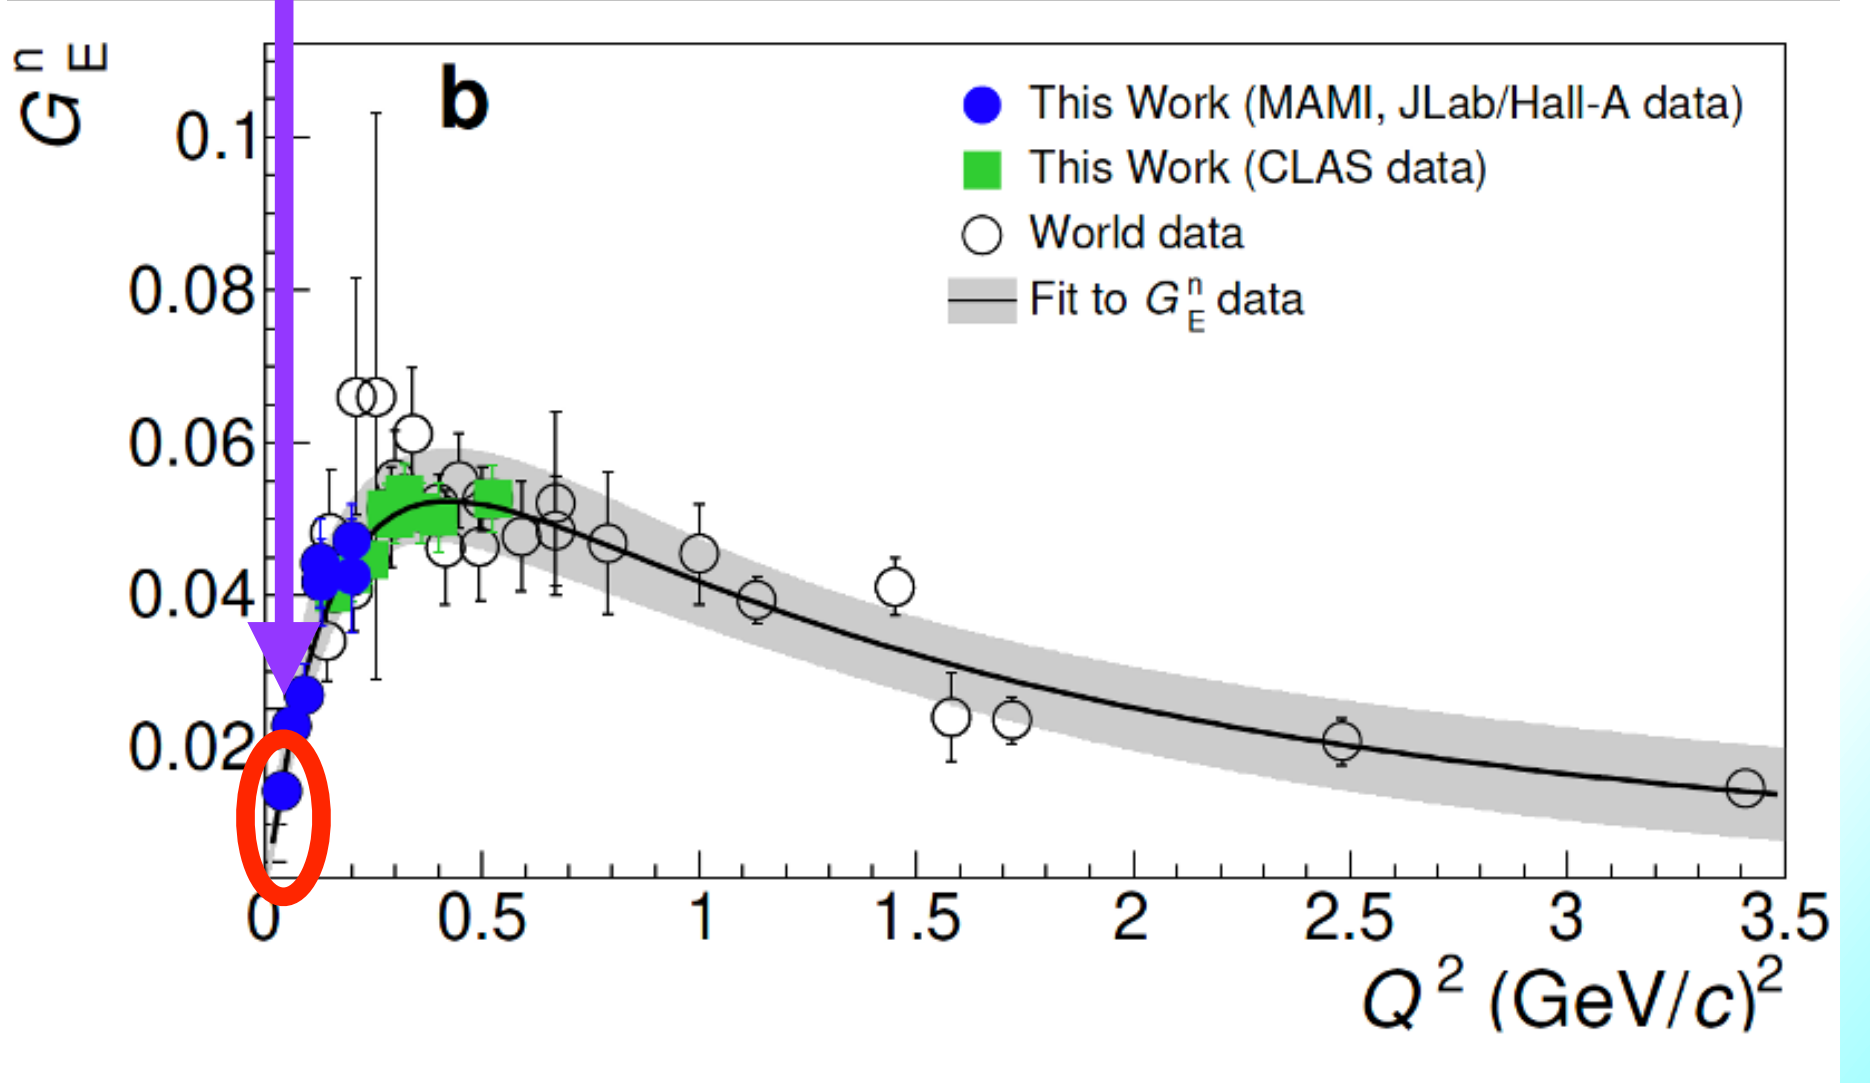 G n E
b
This Work (MAMI, JLab/Hall-A data)
This Work (CLAS data)
World data
Fit to G n E data
0.1
0.08
0.06
0.04
0.02
0 0.5 1 1.5 2 2.5 3 3.5
Q 2 (GeV/c)2